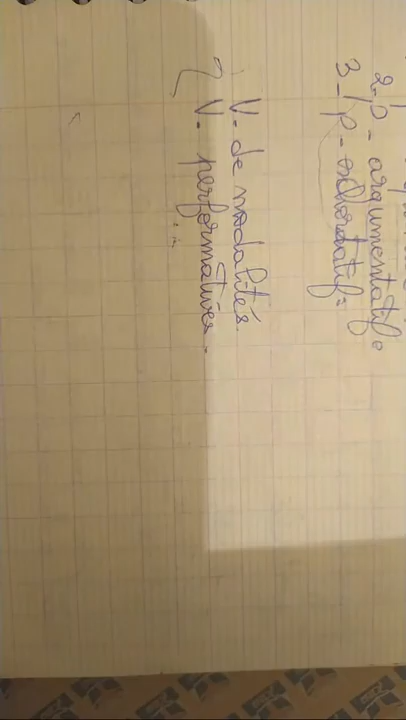 2-p- argumentatif.
3-p- exhortatif:
V. de modalités.
V. performatives.